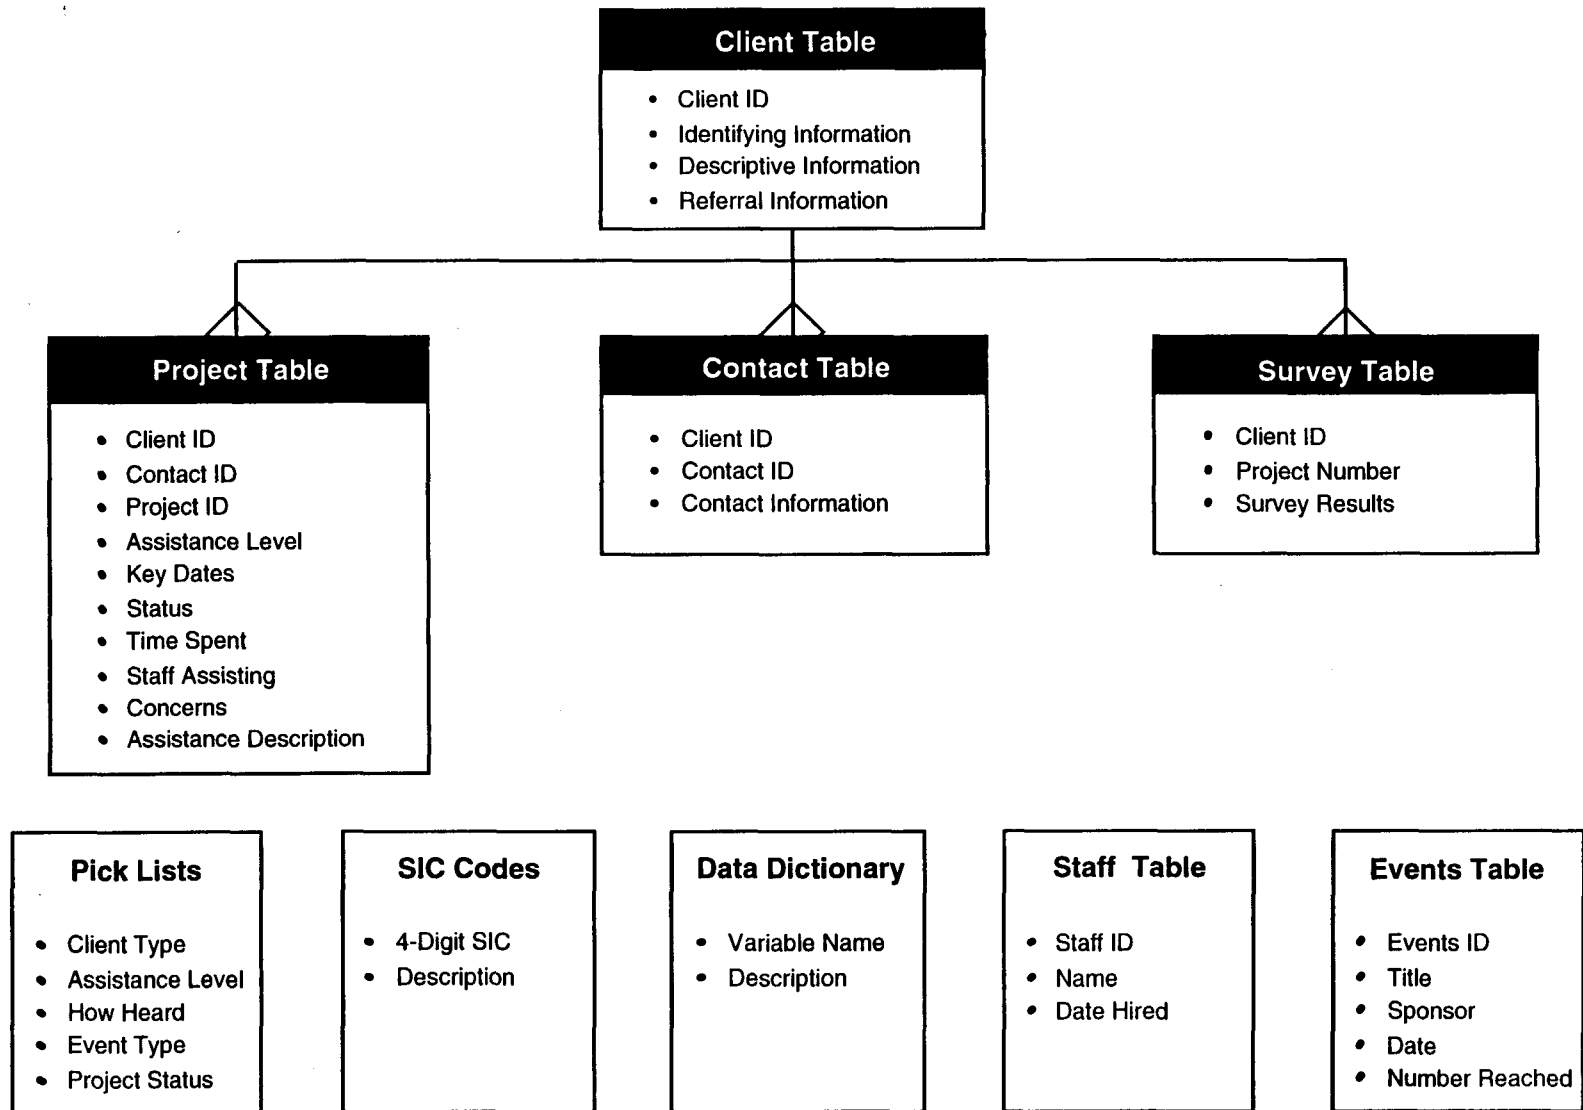 Client Table
• Client ID
• Identifying Information
• Descriptive Information
• Referral Information
Project Table
• Client ID
• Contact ID
• Project ID
• Assistance Level
• Key Dates
• Status
• Time Spent
• Staff Assisting
• Concerns
• Assistance Description
Contact Table
• Client ID
• Contact ID
• Contact Information
Survey Table
• Client ID
• Project Number
• Survey Results
Pick Lists
• Client Type
• Assistance Level
• How Heard
• Event Type
• Project Status
SIC Codes
• 4-Digit SIC
• Description
Data Dictionary
• Variable Name
• Description
Staff Table
• Staff ID
• Name
• Date Hired
Events Table
• Events ID
• Title
• Sponsor
• Date
• Number Reached